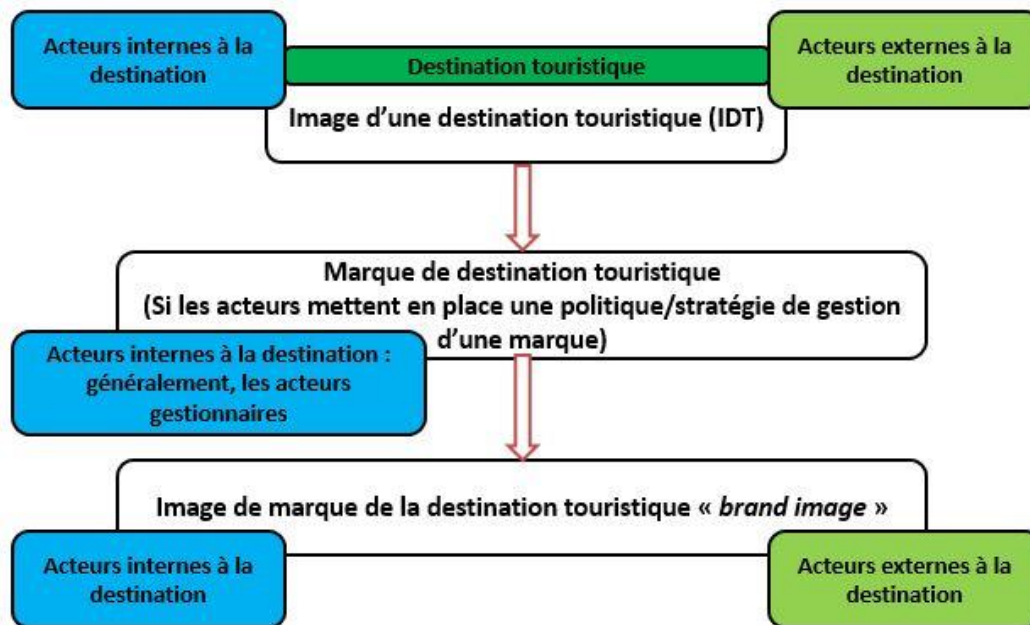 Acteurs internes à la
destination
Destination touristique
Acteurs externes à la
destination
Image d’une destination touristique (IDT)
Marque de destination touristique
(Si les acteurs mettent en place une politique/stratégie de gestion
d’une marque)
Acteurs internes à la destination :
généralement, les acteurs
gestionnaires
Image de marque de la destination touristique « brand image »
Acteurs internes à la
destination
Acteurs externes à la
destination